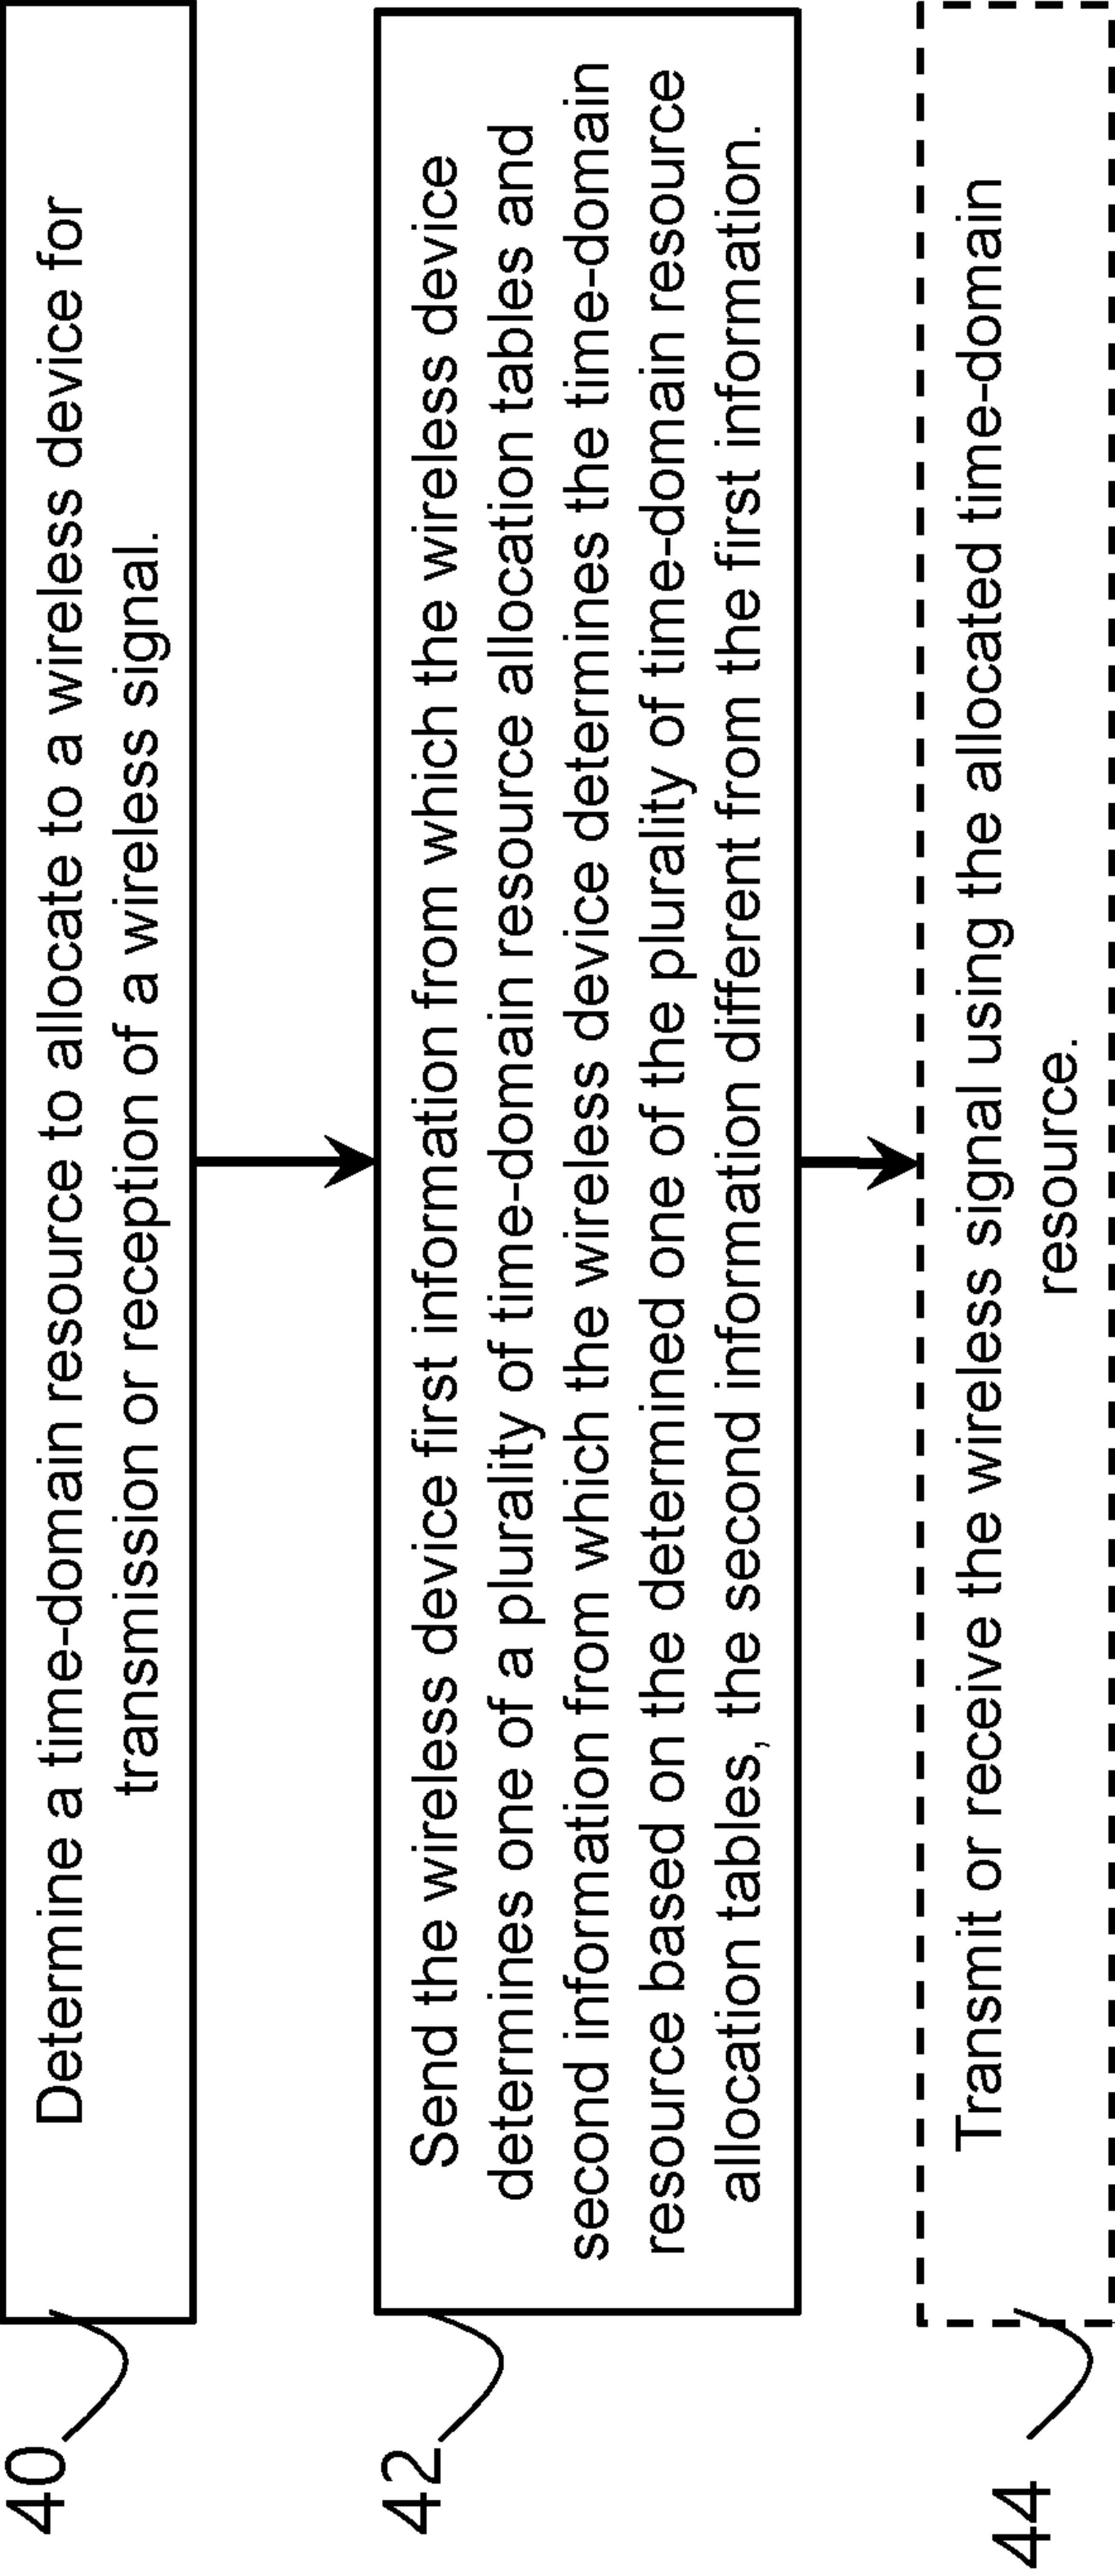 40
Determine a time-domain resource to allocate to a wireless device for
transmission or reception of a wireless signal.
42
Send the wireless device first information from which the wireless device
determines one of a plurality of time-domain resource allocation tables and
second information from which the wireless device determines the time-domain
resource based on the determined one of the plurality of time-domain resource
allocation tables, the second information different from the first information.
44
Transmit or receive the wireless signal using the allocated time-domain
resource.